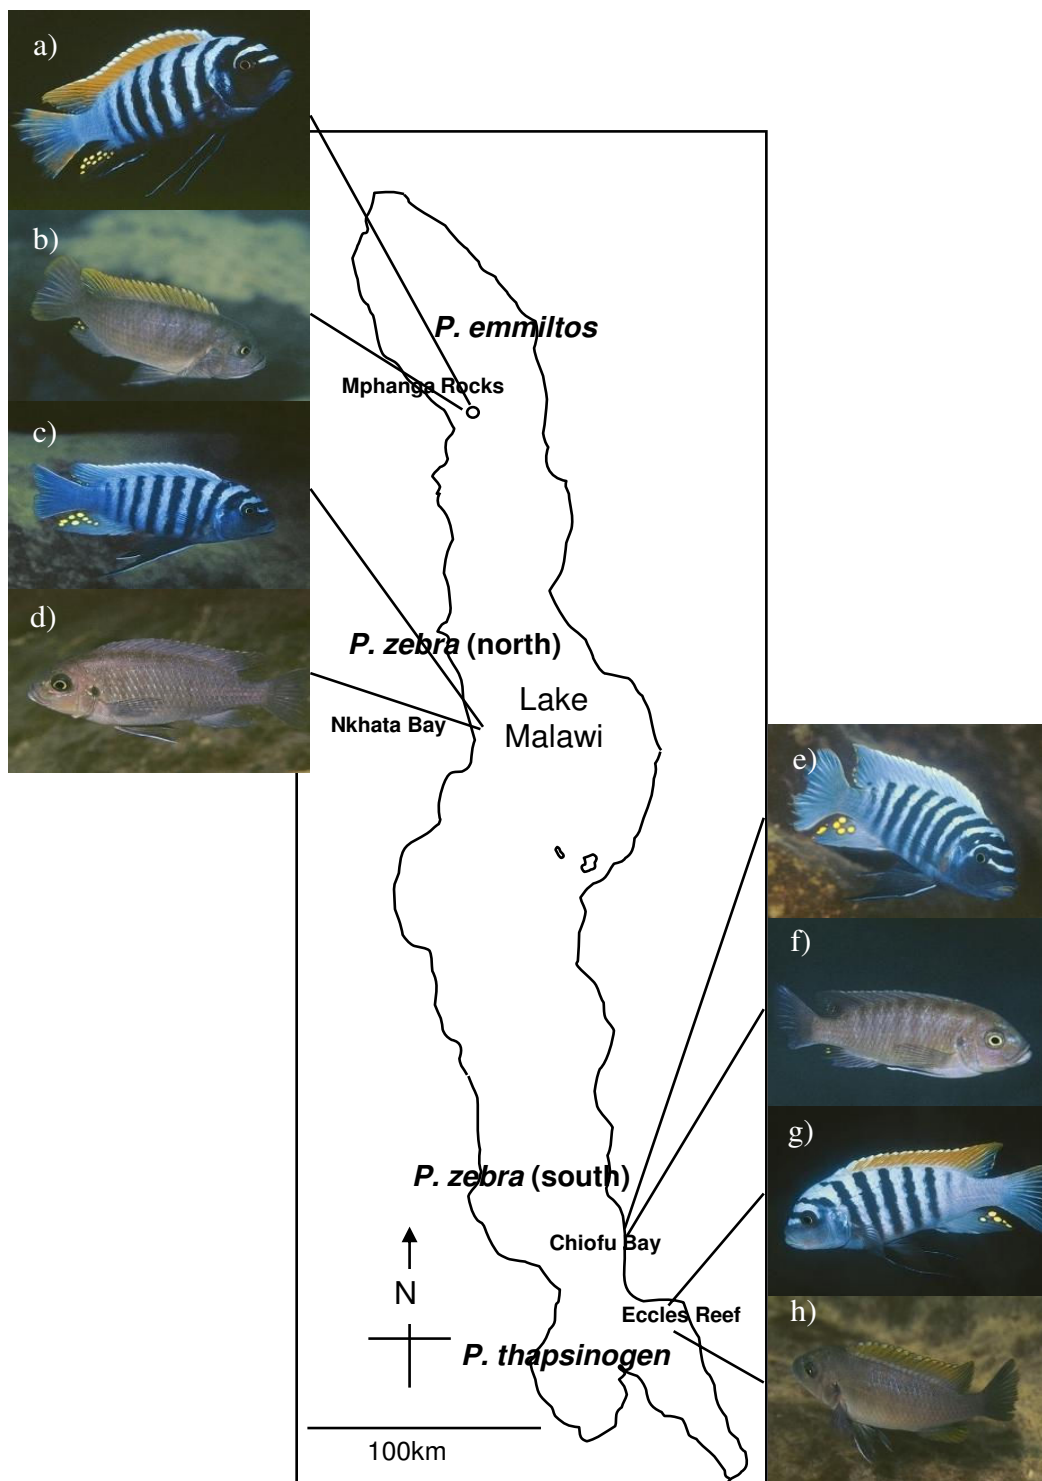 a)
b)
c)
d)
P. emmiltos
Mphanga Rocks
P. zebra (north)
Nkhata Bay
Lake
Malawi
e)
f)
g)
h)
P. zebra (south)
Chiofu Bay
Eccles Reef
P. thapsinogen
N
100km